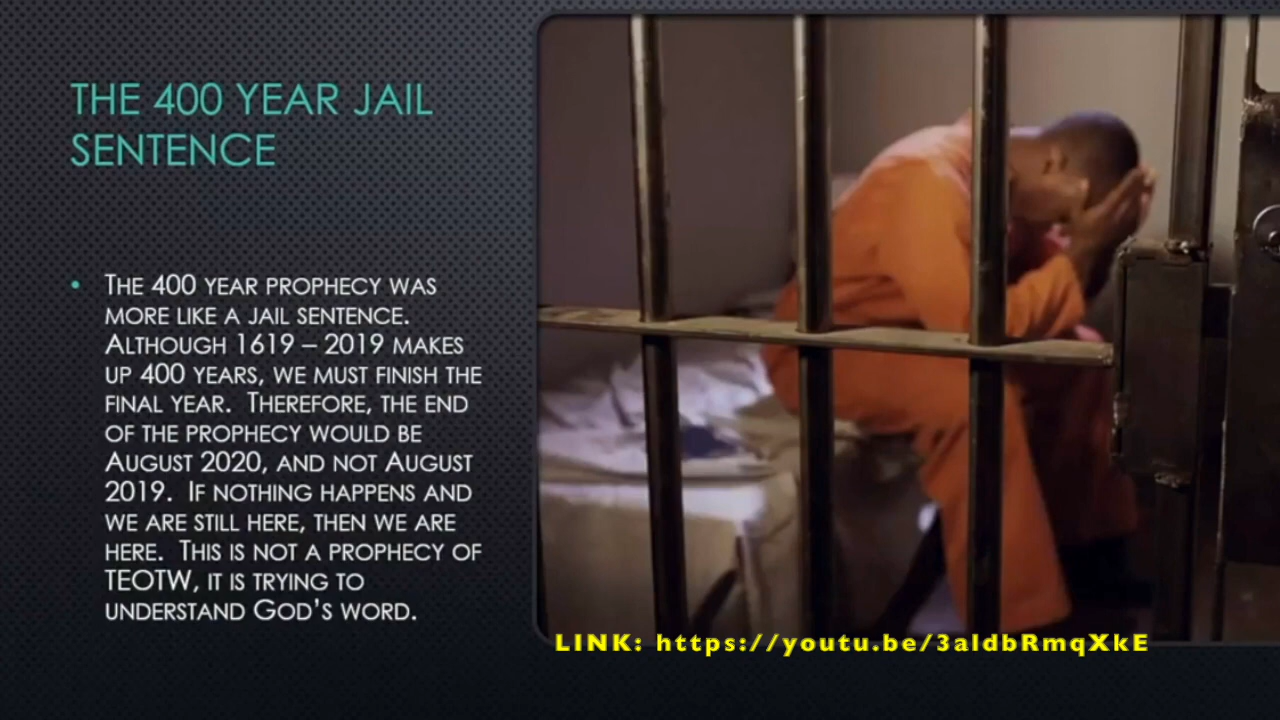 THE 400 YEAR JAIL
SENTENCE
• THE 400 YEAR PROPHECY WAS
MORE LIKE A JAIL SENTENCE.
ALTHOUGH 1619 – 2019 MAKES
UP 400 YEARS, WE MUST FINISH THE
FINAL YEAR. THEREFORE, THE END
OF THE PROPHECY WOULD BE
AUGUST 2020, AND NOT AUGUST
2019. IF NOTHING HAPPENS AND
WE ARE STILL HERE, THEN WE ARE
HERE. THIS IS NOT A PROPHECY OF
TEOTW, IT IS TRYING TO
UNDERSTAND GOD'S WORD.
LINK: https://youtu.be/3aldbRmqXkE